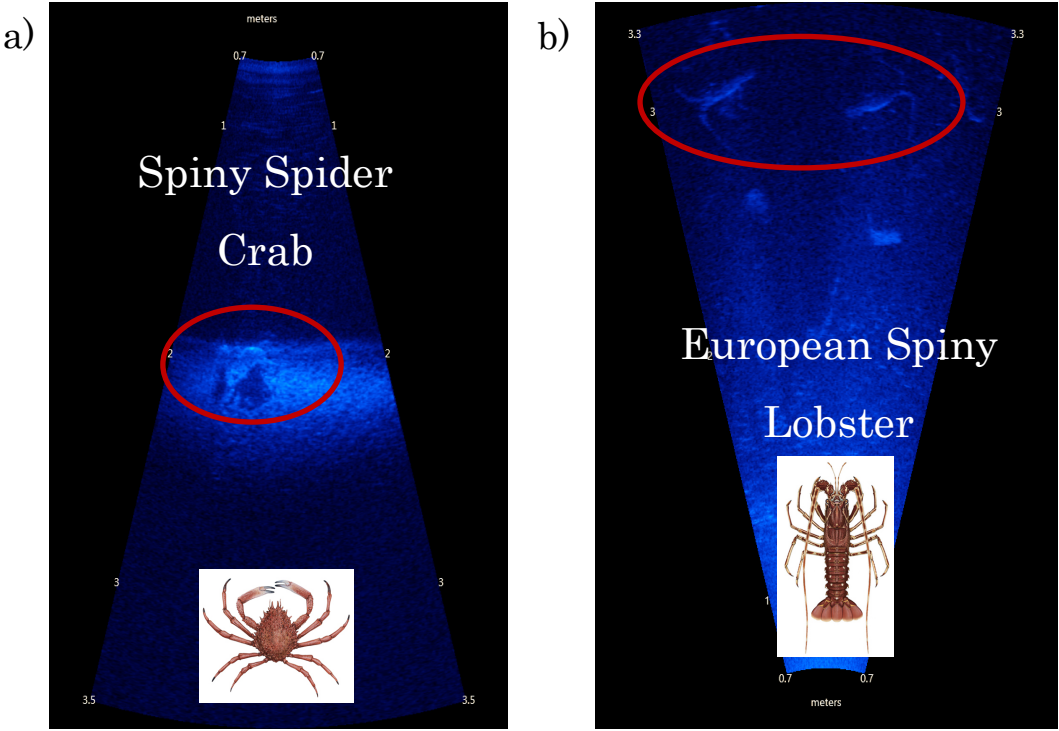 a)
meters
0.7 0.7
1 1
Spiny Spider
Crab
2 2
3 3
3.5 3.5
b)
3.3 3.3
3 3
European Spiny
2
Lobster
1
0.7 0.7
meters